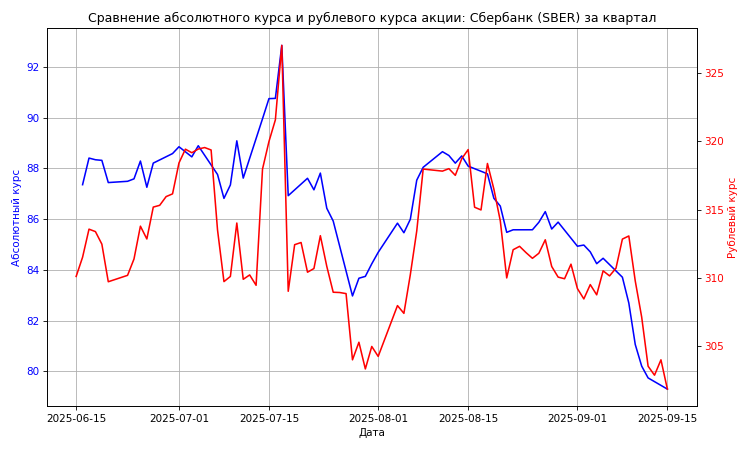 Сравнение абсолютного курса и рублевого курса акции: Сбербанк (SBER) за квартал
Абсолютный курс
92
90
88
86
84
82
80
325
320
315
310
305
Рублевый курс
2025-06-15 2025-07-01 2025-07-15 2025-08-01 2025-08-15 2025-09-01 2025-09-15
Дата